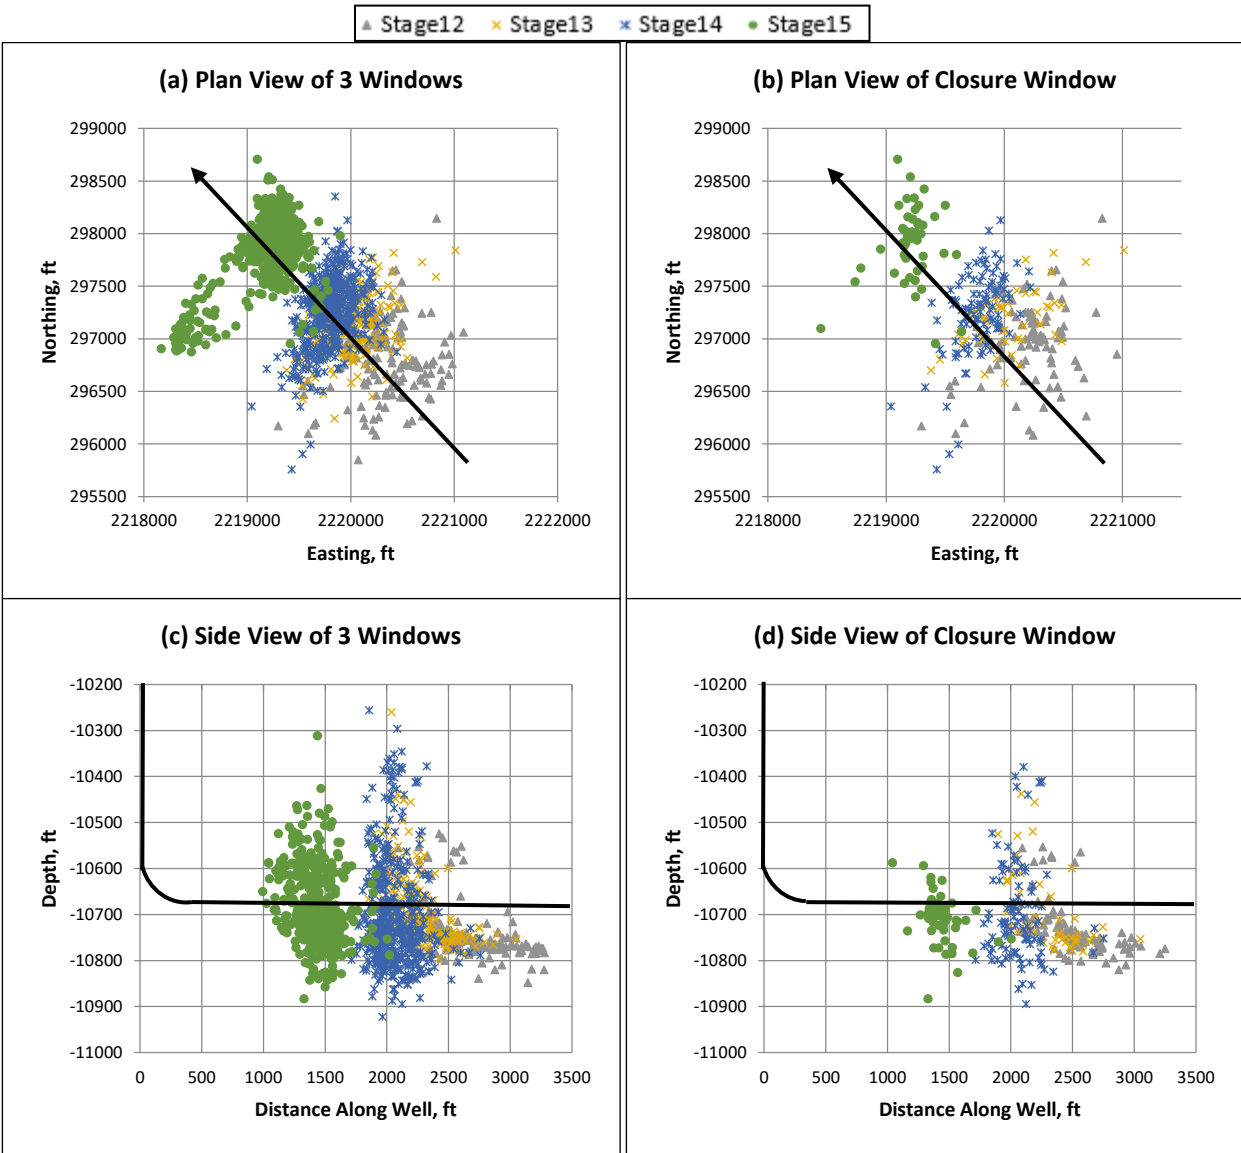 Stage12 Stage13 Stage14 Stage15
(a) Plan View of 3 Windows
299000
298500
298000
297500
297000
296500
296000
295500
Northing, ft
2218000 2219000 2220000 2221000 2222000
Easting, ft
(b) Plan View of Closure Window
299000
298500
298000
297500
297000
296500
296000
295500
Northing, ft
2218000 2219000 2220000 2221000
Easting, ft
(c) Side View of 3 Windows
-10200
-10300
-10400
-10500
-10600
-10700
-10800
-10900
-11000
Depth, ft
0 500 1000 1500 2000 2500 3000 3500
Distance Along Well, ft
(d) Side View of Closure Window
-10200
-10300
-10400
-10500
-10600
-10700
-10800
-10900
-11000
Depth, ft
0 500 1000 1500 2000 2500 3000 3500
Distance Along Well, ft